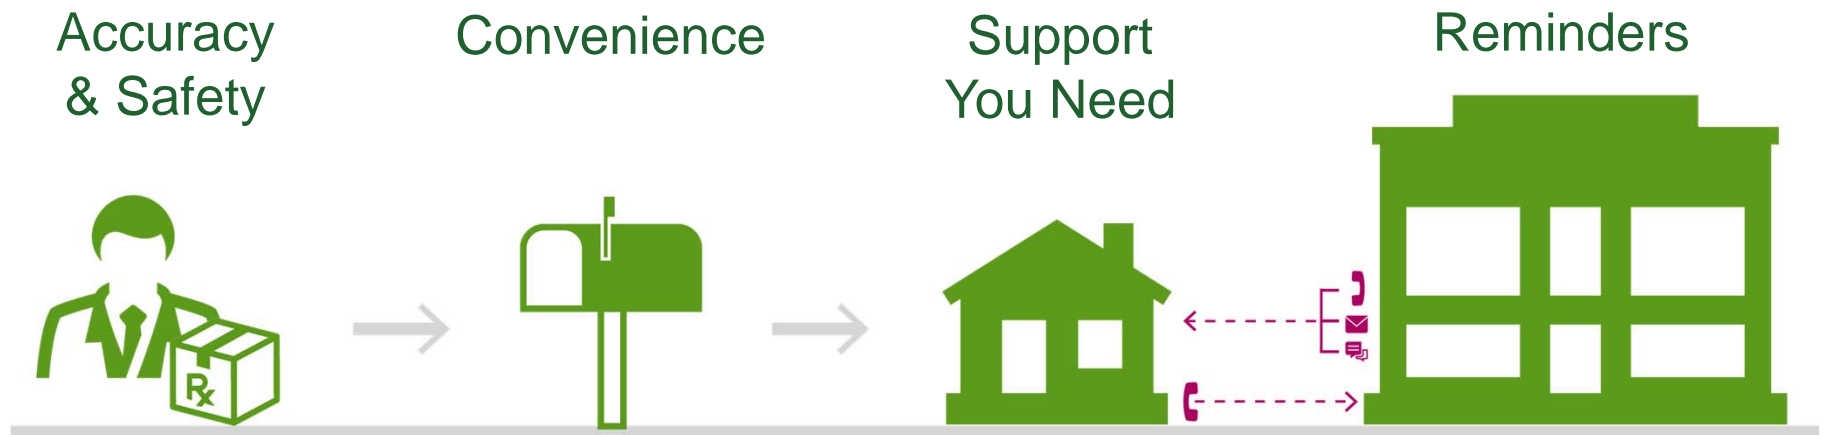 Accuracy
& Safety
Convenience
Support
You Need
Reminders
Rx